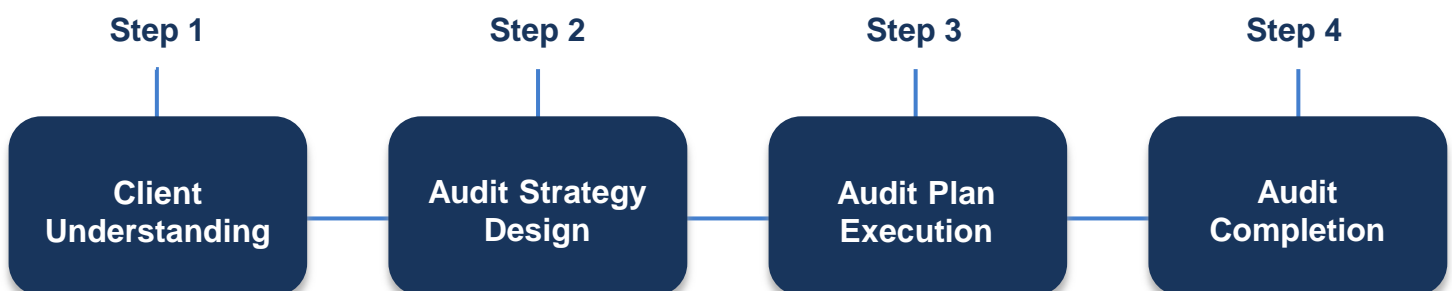 Step 1
Step 2
Step 3
Step 4
Client
Understanding
Audit Strategy
Design
Audit Plan
Execution
Audit
Completion